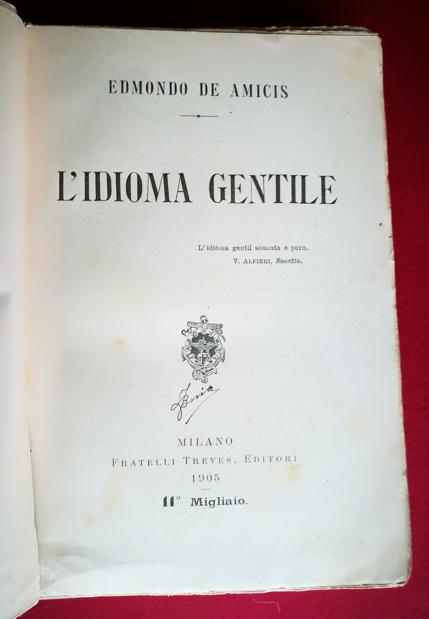 EDMONDO DE AMICIS
L'IDIOMA GENTILE
L'idioma gentil sonante e puro.
V. ALFIERI, Sonetto.
MILANO
FRATELLI TREVES, EDITORI
1905
11° Migliaio.